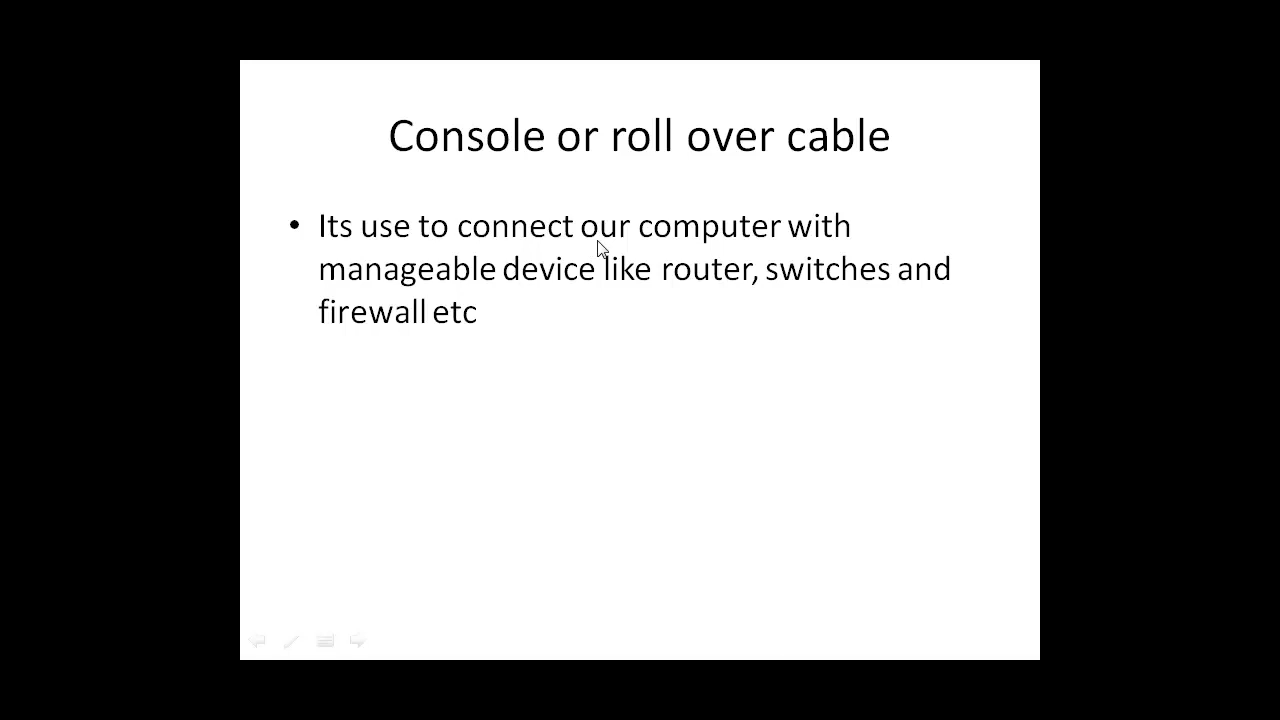 Console or roll over cable
• Its use to connect our computer with
manageable device like router, switches and
firewall etc